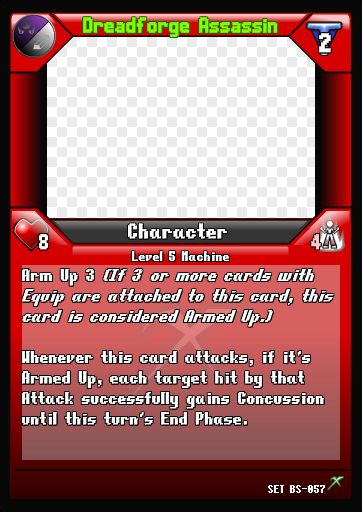 Dreadforge Assassin
2
Character
8
4
Level 5 Machine
Arm Up 3 (If 3 or more cards with
Equip are attached to this card, this
card is considered Armed Up.)
Whenever this card attacks, if it's
Armed Up, each target hit by that
Attack successfully gains Concussion
until this turn's End Phase.
SET BS-057